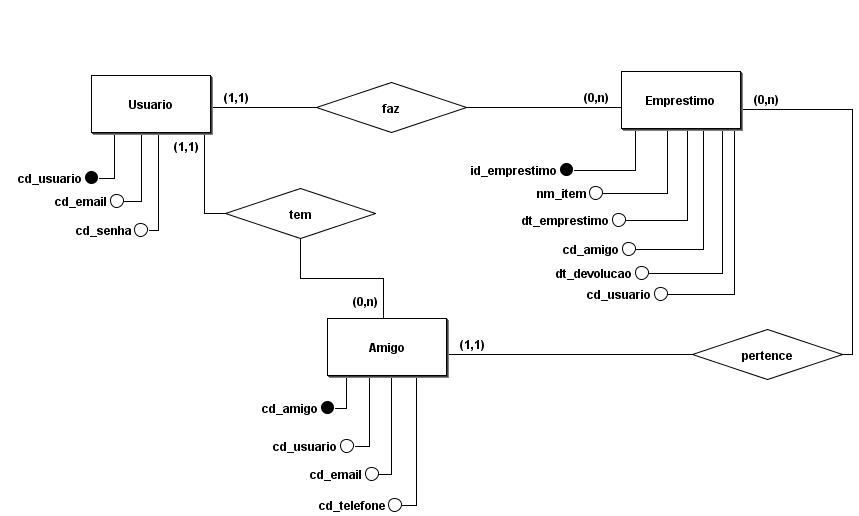 Usuario
(1,1)
faz
(0,n)
Emprestimo
(0,n)
(1,1)
cd_usuario
cd_email
cd_senha
id_emprestimo
nm_item
dt_emprestimo
cd_amigo
dt_devolucao
cd_usuario
tem
(0,n)
Amigo
(1,1)
pertence
cd_amigo
cd_usuario
cd_email
cd_telefone